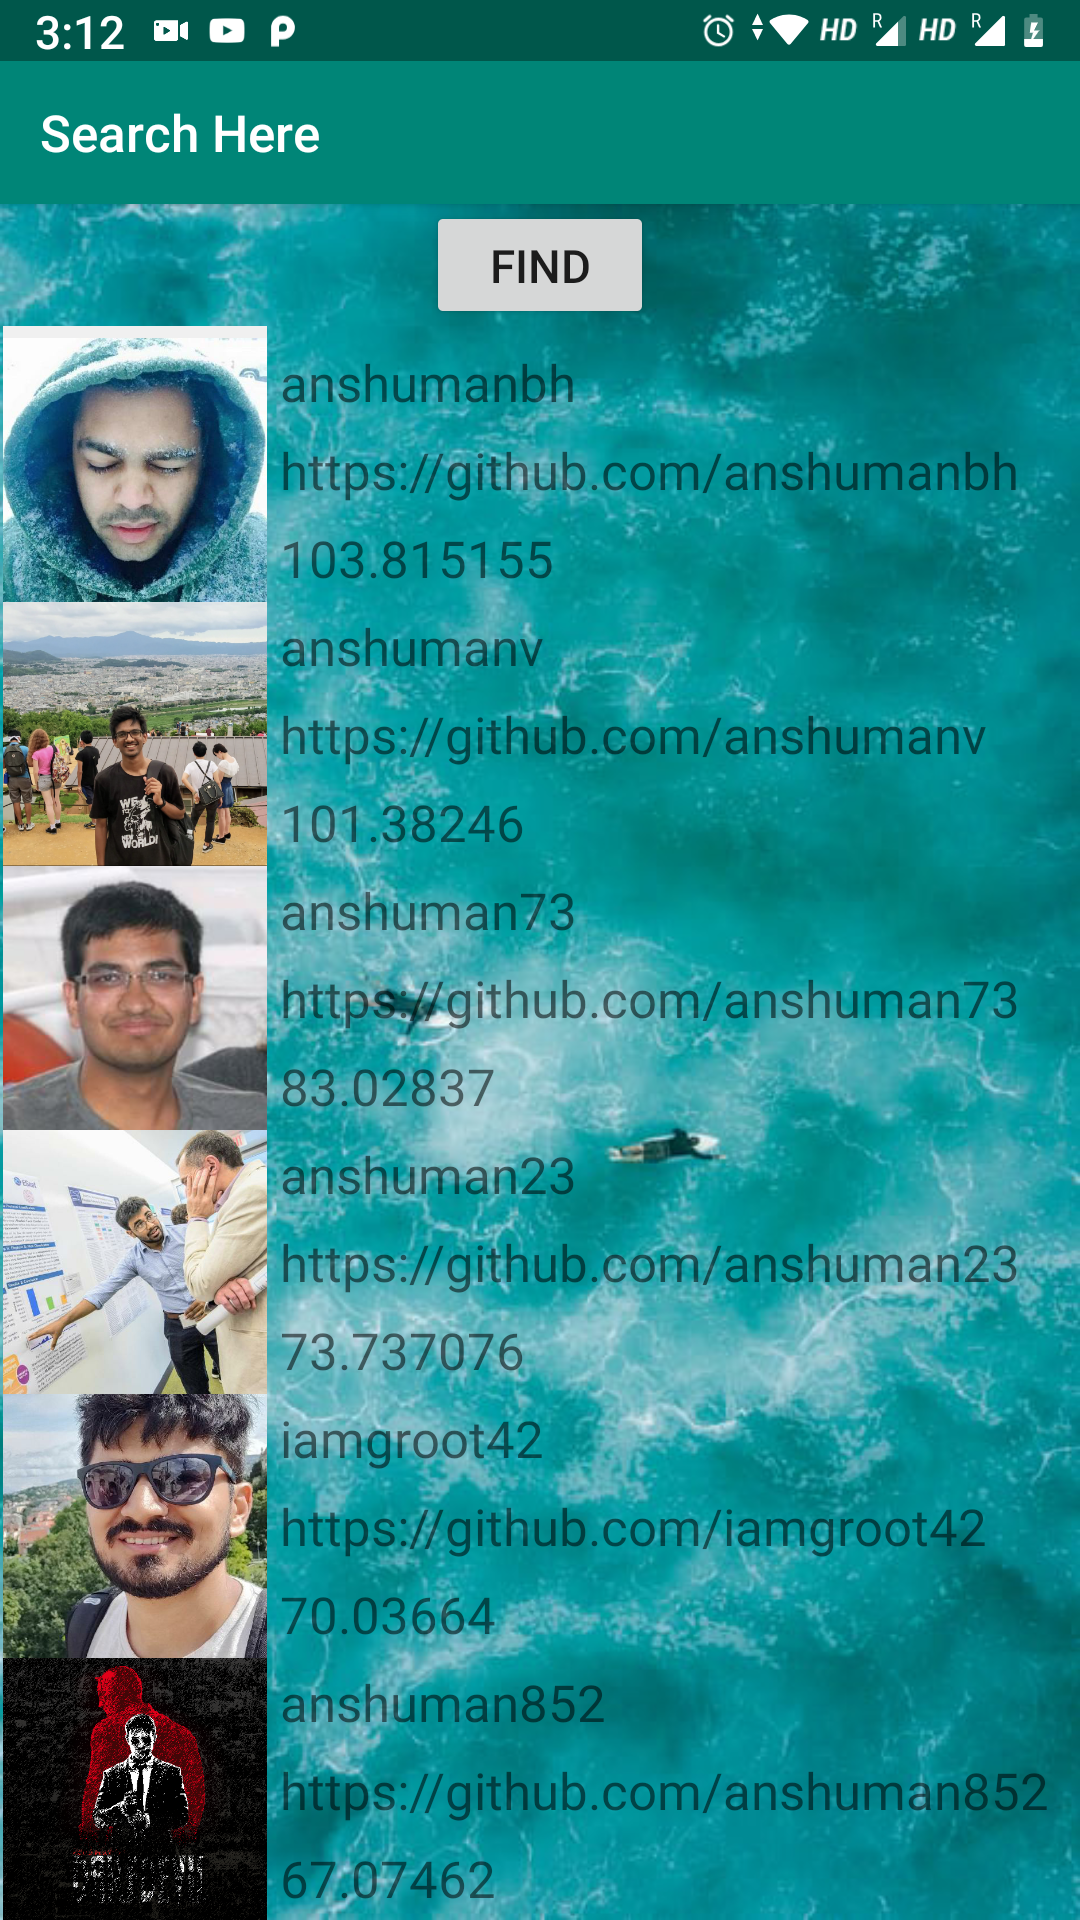 3:12
HD R HD R
Search Here
FIND
anshumanbh
https://github.com/anshumanbh
103.815155
anshumanv
https://github.com/anshumanv
101.38246
WORLD!
anshuman73
https://github.com/anshuman73
83.02837
anshuman23
https://github.com/anshuman23
73.737076
iamgroot42
https://github.com/iamgroot42
70.03664
anshuman852
https://github.com/anshuman852
67.07462